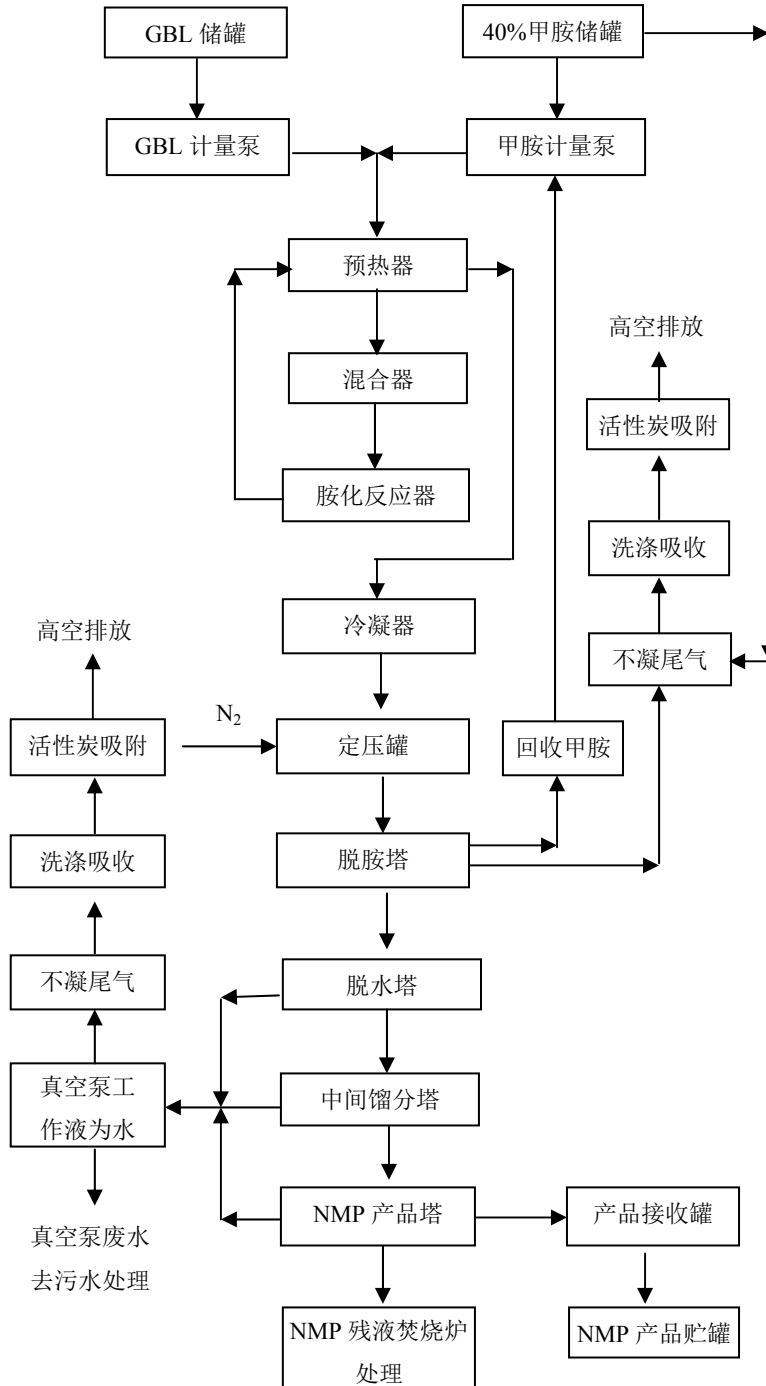 GBL 储罐
40%甲胺储罐
GBL 计量泵
甲胺计量泵
预热器
高空排放
混合器
活性炭吸附
胺化反应器
洗涤吸收
冷凝器
高空排放
不凝尾气
N₂
活性炭吸附
定压罐
回收甲胺
洗涤吸收
脱胺塔
不凝尾气
脱水塔
真空泵工
作液为水
中间馏分塔
NMP 产品塔
产品接收罐
真空泵废水
去污水处理
NMP 残液焚烧炉
处理
NMP 产品贮罐